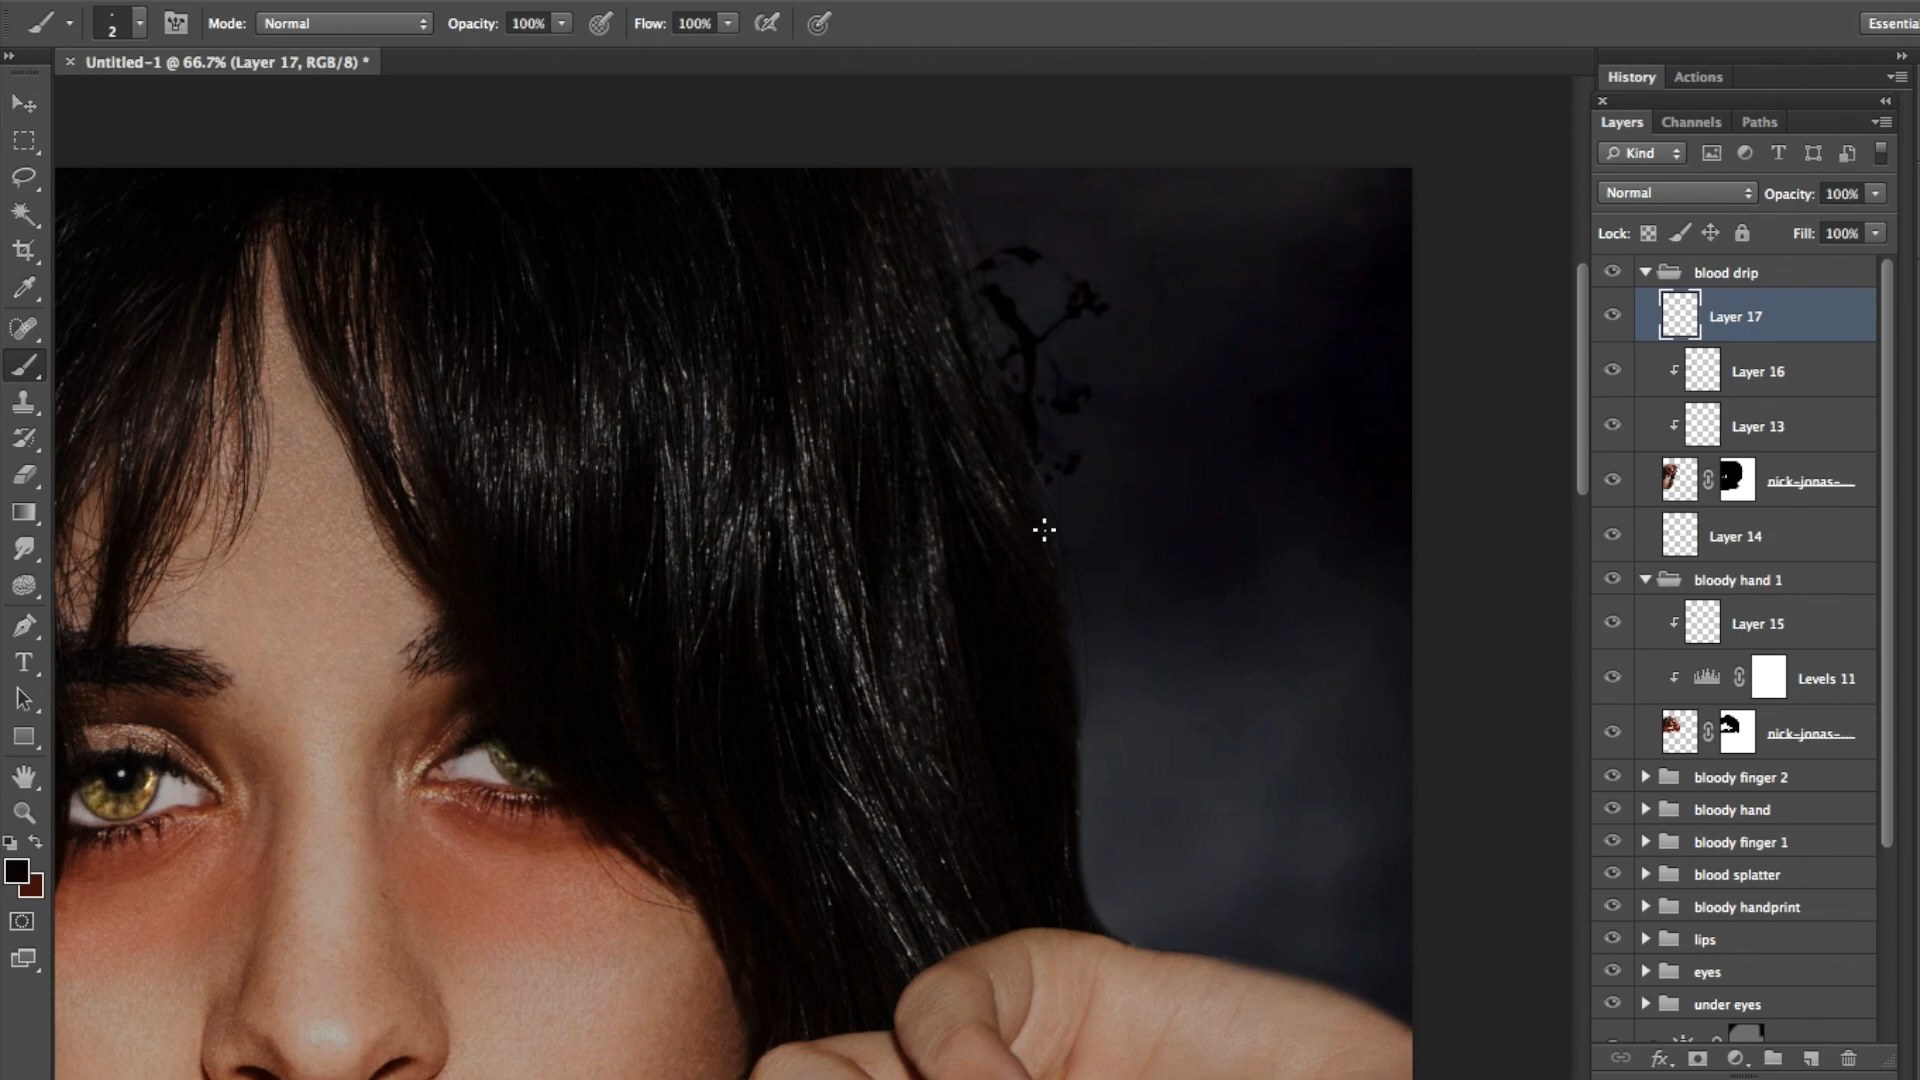 2
Mode: Normal Opacity: 100% Flow: 100%
Essentia
Untitled-1 @ 66.7% (Layer 17, RGB/8) *
History Actions
Layers Channels Paths
Kind
Normal Opacity: 100%
Lock: Fill: 100%
blood drip
Layer 17
Layer 16
Layer 13
nick-jonas-...
Layer 14
bloody hand 1
Layer 15
Levels 11
nick-jonas-...
bloody finger 2
bloody hand
bloody finger 1
blood splatter
bloody handprint
lips
eyes
under eyes
fx